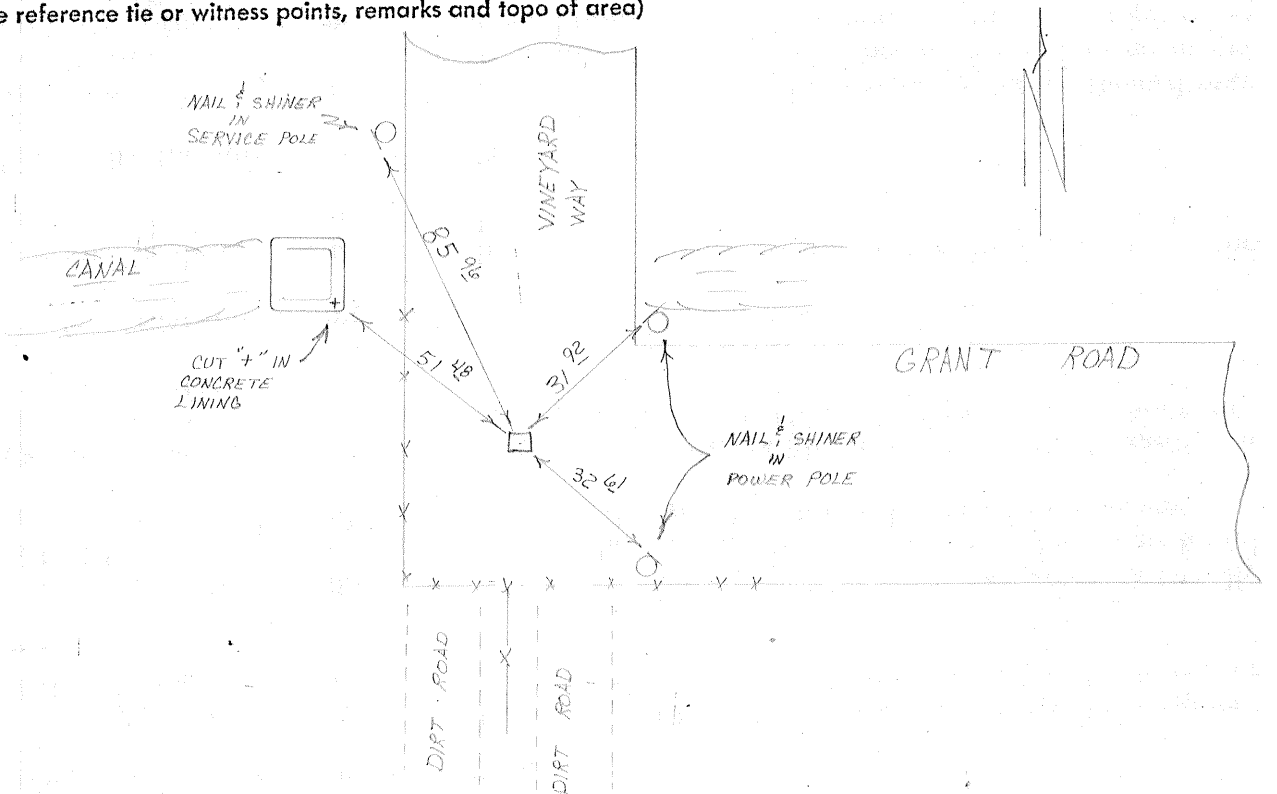 e reference tie or witness points, remarks and topo of area)
NAIL & SHINER
IN
SERVICE POLE
VINEYARD
WAY
N
85 96
CANAL
CUT "+" IN
CONCRETE
LINING
51 48
31 92
GRANT ROAD
NAIL & SHINER
IN
POWER POLE
32 61
DIRT ROAD
DIRT ROAD